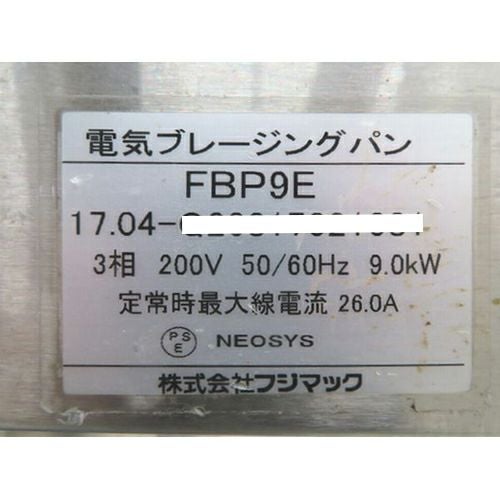 電気ブレージングパン
FBP9E
17.04-
3相 200V 50/60Hz 9.0kW
定常時最大線電流 26.0A
PS
E NEOSYS
株式会社フジマック